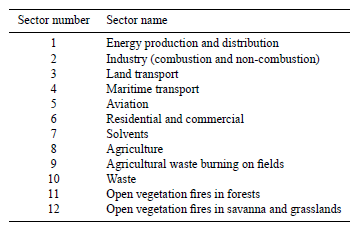 Sector number Sector name
1 Energy production and distribution
2 Industry (combustion and non-combustion)
3 Land transport
4 Maritime transport
5 Aviation
6 Residential and commercial
7 Solvents
8 Agriculture
9 Agricultural waste burning on fields
10 Waste
11 Open vegetation fires in forests
12 Open vegetation fires in savanna and grasslands